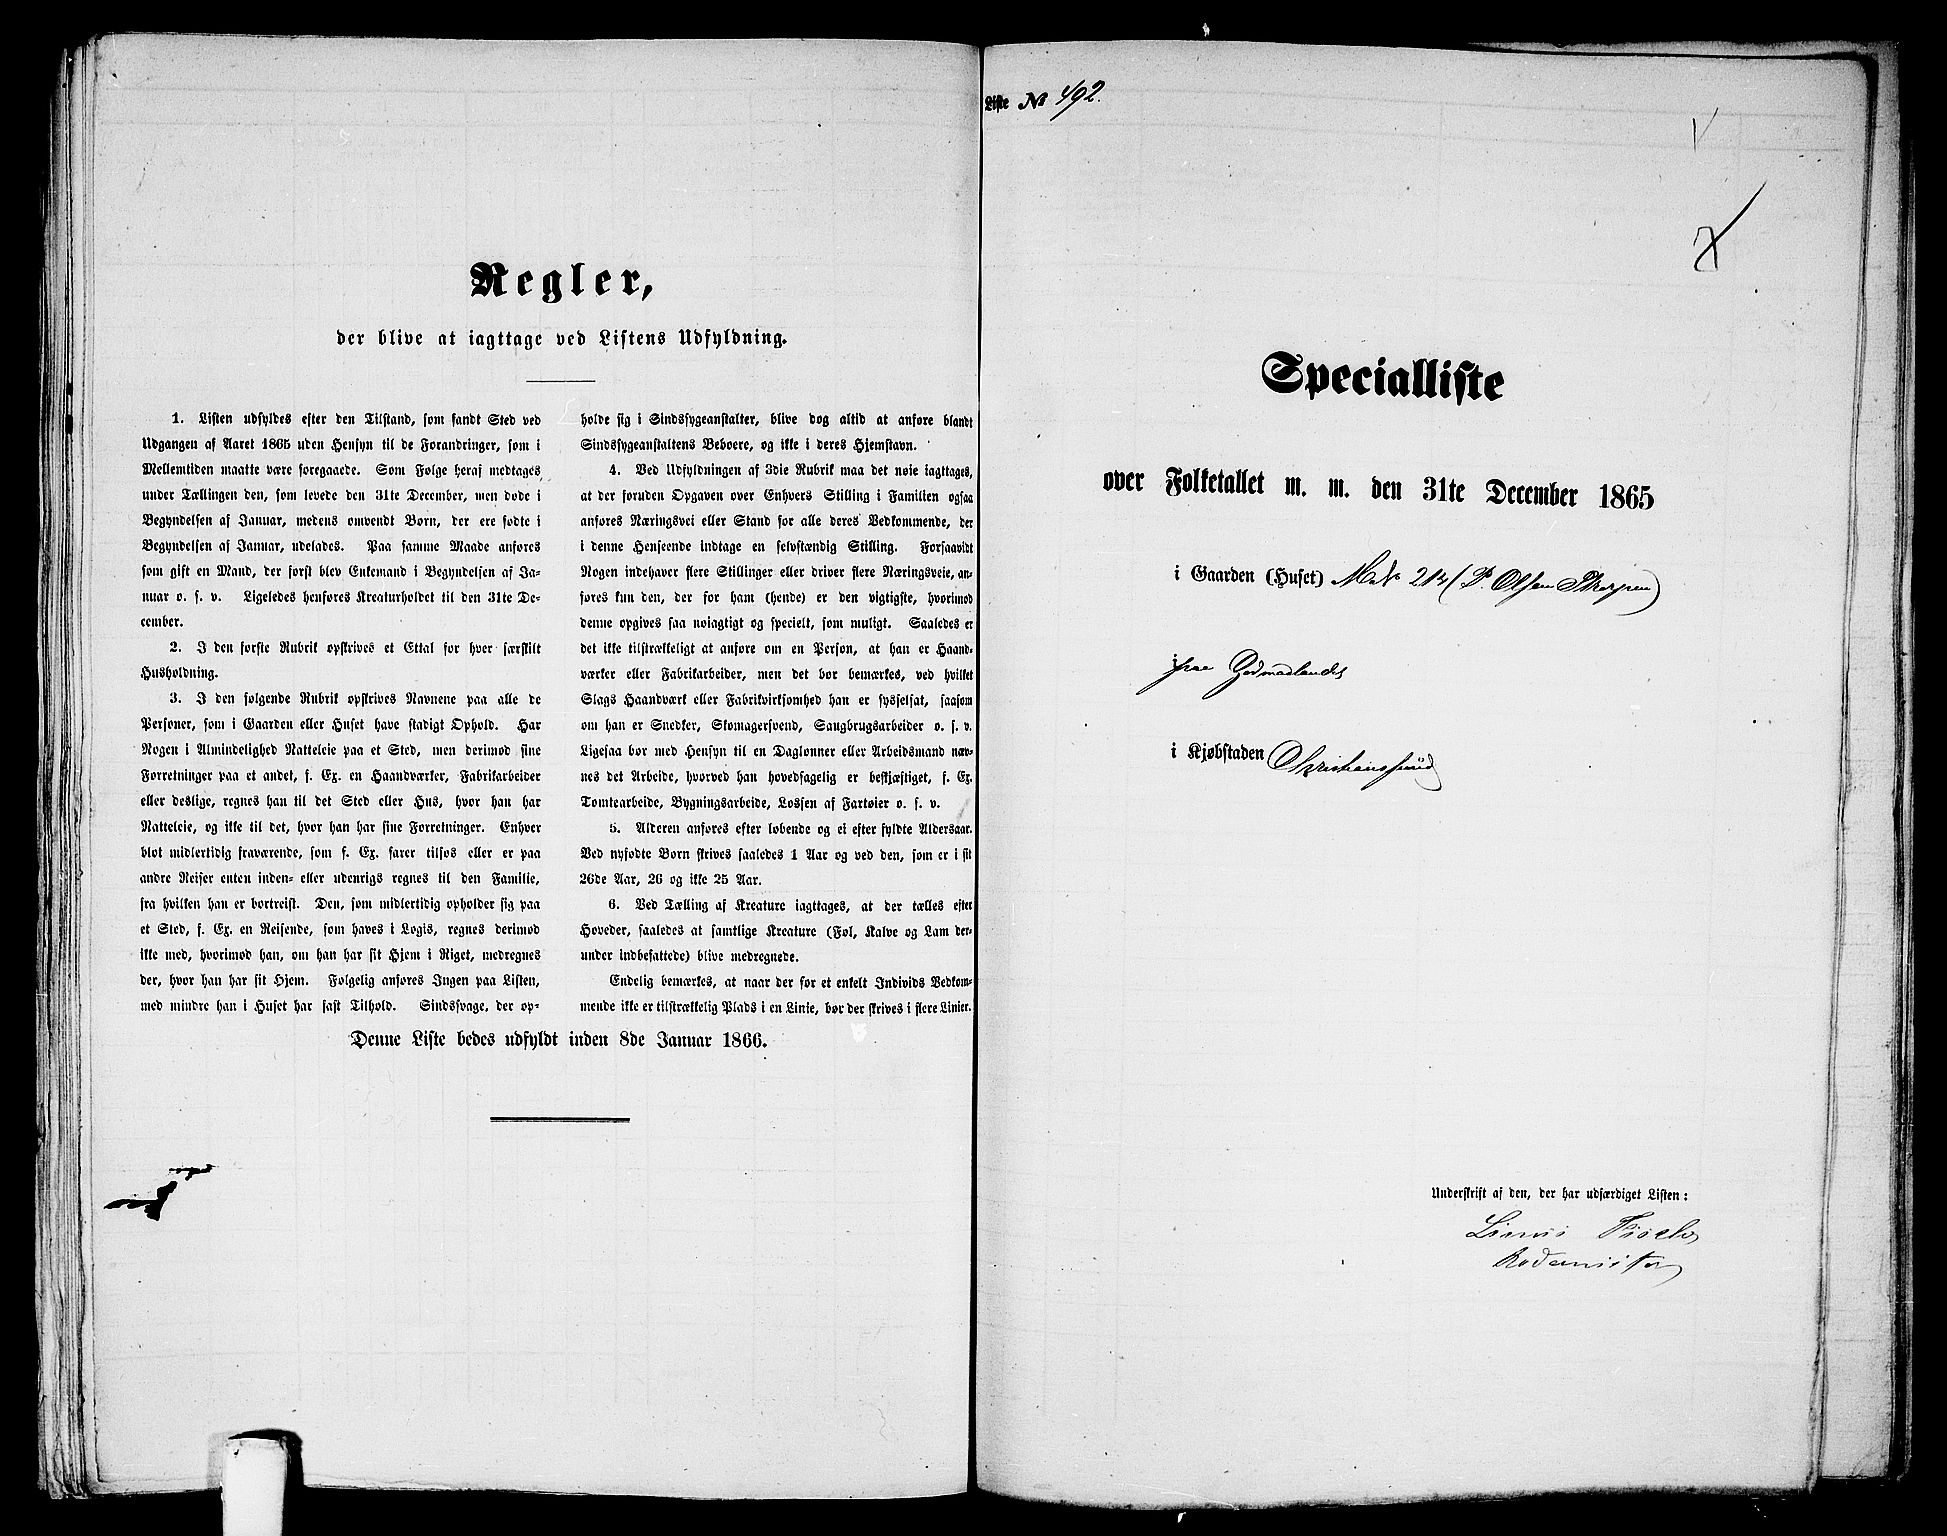 Regler,
der blive at iagttage ved Listens Udfyldning.
1. Listen udfyldes efter den Tilstand, som fandt Sted ved
Udgangen af Aaret 1865 uden Hensyn til de Forandringer, som i
Mellemtiden maatte være foregaaede. Som Følge heraf medtages
under Tællingen den, som levede den 31te December, men døde i
Begyndelsen af Januar, medens omvendt Børn, der ere fødte i
Begyndelsen af Januar, udelades. Paa samme Maade anføres
som gift en Mand, der først blev Enkemand i Begyndelsen af Ja-
nuar o. s. v. Ligeledes henføres Kreaturholdet til den 31te De-
cember.
2. I den første Rubrik opskrives et Ettal for hver særskilt
Husholdning.
3. I den følgende Rubrik opskrives Navnene paa alle de
Personer, som i Gaarden eller Huset have stadigt Ophold. Har
Nogen i Almindelighed Natteleie paa et Sted, men derimod sine
Forretninger paa et andet, f. Ex. en Haandværker, Fabrikarbeider
eller deslige, regnes han til det Sted eller Hus, hvor han har
Natteleie, og ikke til det, hvor han har sine Forretninger. Enhver
blot midlertidig fraværende, som f. Ex. farer tilsøs eller er paa
andre Reiser enten inden- eller udenrigs regnes til den Familie,
fra hvilken han er bortreist. Den, som midlertidig opholder sig paa
et Sted, f. Ex. en Reisende, som haves i Logis, regnes derimod
ikke med, hvorimod han, om han har sit Hjem i Riget, medregnes
der, hvor han har sit Hjem. Følgelig anføres Ingen paa Listen,
med mindre han i Huset har fast Tilhold. Sindssvage, der op-
holde sig i Sindssygeanstalter, blive dog altid at anføre blandt
Sindssygeanstaltens Beboere, og ikke i deres Hjemstavn.
4. Ved Udfyldningen af 3die Rubrik maa det nøie iagttages,
at der foruden Opgaven over Enhvers Stilling i Familien ogsaa
anføres Næringsvei eller Stand for alle deres Vedkommende, der
i denne Henseende indtage en selvstændig Stilling. Forsaavidt
Nogen indehaver flere Stillinger eller driver flere Næringsveie, an-
føres kun den, der for ham (hende) er den vigtigste, hvorimod
denne opgives saa nøiagtigt og specielt, som muligt. Saaledes er
det ikke tilstrækkeligt at anføre om en Person, at han er Haand-
værker eller Fabrikarbeider, men det bør bemærkes, ved hvilket
Slags Haandværk eller Fabrikvirksomhed han er sysselsat, saasom
om han er Snedker, Skomagersvend, Saugbrugsarbeider o. s. v.
Ligesaa bør med Hensyn til en Daglønner eller Arbeidsmand næv-
nes det Arbeide, hvorved han hovedsagelig er beskjæftiget, f. Ex.
Tomtearbeide, Bygningsarbeide, Lossen af Fartøier o. s. v.
5. Alderen anføres efter løbende og ei efter fyldte Aldersaar.
Ved nyfødte Børn skrives saaledes 1 Aar og ved den, som er i sit
26de Aar, 26 og ikke 25 Aar.
6. Ved Tælling af Kreature iagttages, at der tælles efter
Hoveder, saaledes at samtlige Kreature (Føl, Kalve og Lam der-
under indbefattede) blive medregnede.
Endelig bemærkes, at naar der for et enkelt Individs Vedkom-
mende ikke er tilstrækkelig Plads i en Linie, bør der skrives i flere Linier.
Denne Liste bedes udfyldt inden 8de Januar 1866.
Liste № 492.
Specialliste
over Folketallet m. m. den 31te December 1865
i Gaarden (Huset) Mat 213 (P. Olsen
paa
i Kjøbstaden Christianssund
Underskrift af den, der har udfærdiget Listen:
Rodemester